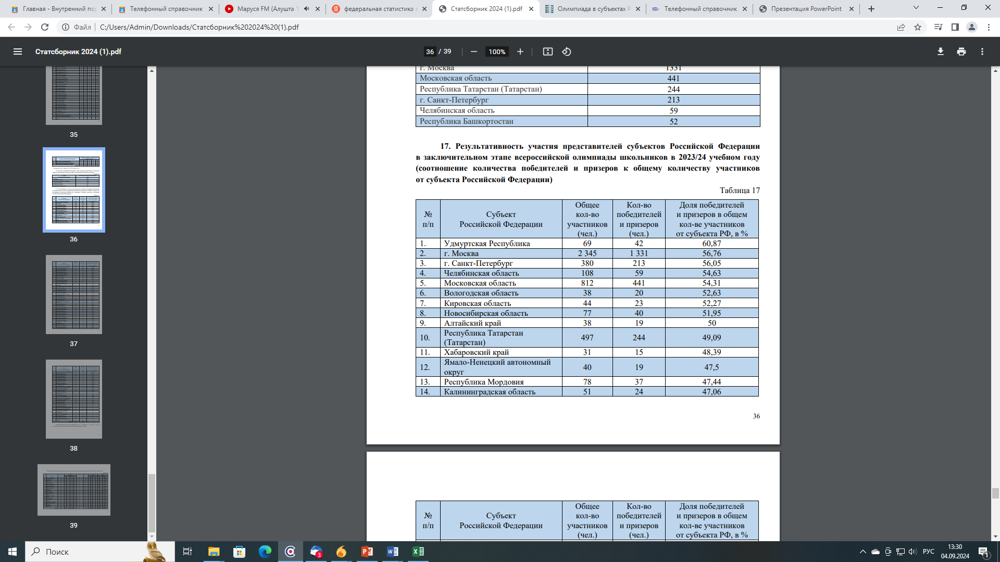 Главная - Внутренний пор
Телефонный справочник
Маруся FM (Алушта 1
федеральная статистика в
Статсборник 2024 (1).pdf
Олимпиада в субъектах Р
Телефонный справочник
Презентация PowerPoint
Файл
C:/Users/Admin/Downloads/Статсборник%202024%20(1).pdf
Статсборник 2024 (1).pdf
36 / 39
100%
35
36
37
38
39
г. Москва 1331
Московская область 441
Республика Татарстан (Татарстан) 244
г. Санкт-Петербург 213
Челябинская область 59
Республика Башкортостан 52
17. Результативность участия представителей субъектов Российской Федерации
в заключительном этапе всероссийской олимпиады школьников в 2023/24 учебном году
(соотношение количества победителей и призеров к общему количеству участников
от субъекта Российской Федерации)
Таблица 17
№ п/п
Субъект
Российской Федерации
Общее
кол-во
участников
(чел.)
Кол-во
победителей
и призеров
(чел.)
Доля победителей
и призеров в общем
кол-ве участников
от субъекта РФ, в %
1. Удмуртская Республика 69 42 60,87
2. г. Москва 2 345 1 331 56,76
3. г. Санкт-Петербург 380 213 56,05
4. Челябинская область 108 59 54,63
5. Московская область 812 441 54,31
6. Вологодская область 38 20 52,63
7. Кировская область 44 23 52,27
8. Новосибирская область 77 40 51,95
9. Алтайский край 38 19 50
10. Республика Татарстан
(Татарстан) 497 244 49,09
11. Хабаровский край 31 15 48,39
12. Ямало-Ненецкий автономный
округ 40 19 47,5
13. Республика Мордовия 78 37 47,44
14. Калининградская область 51 24 47,06
36
№ п/п
Субъект
Российской Федерации
Общее
кол-во
участников
(чел.)
Кол-во
победителей
и призеров
(чел.)
Доля победителей
и призеров в общем
кол-ве участников
от субъекта РФ, в %
Поиск
3
РУС
13:30
04.09.2024
1